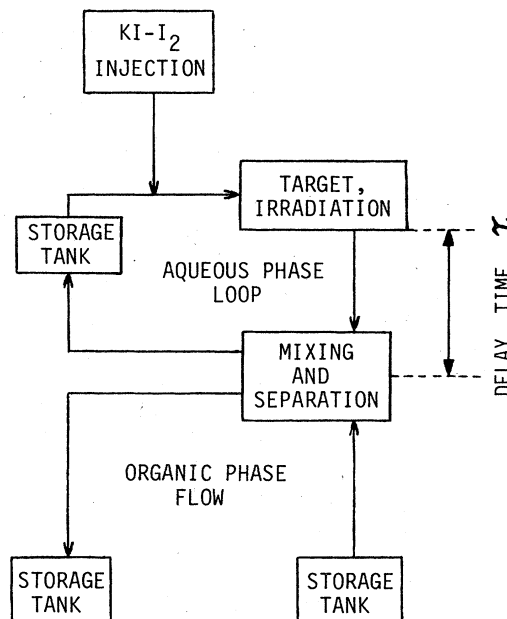 KI-I2
INJECTION
TARGET,
IRRADIATION
STORAGE
TANK
AQUEOUS PHASE
LOOP
DELAY TIME τ
MIXING
AND
SEPARATION
ORGANIC PHASE
FLOW
STORAGE
TANK
STORAGE
TANK